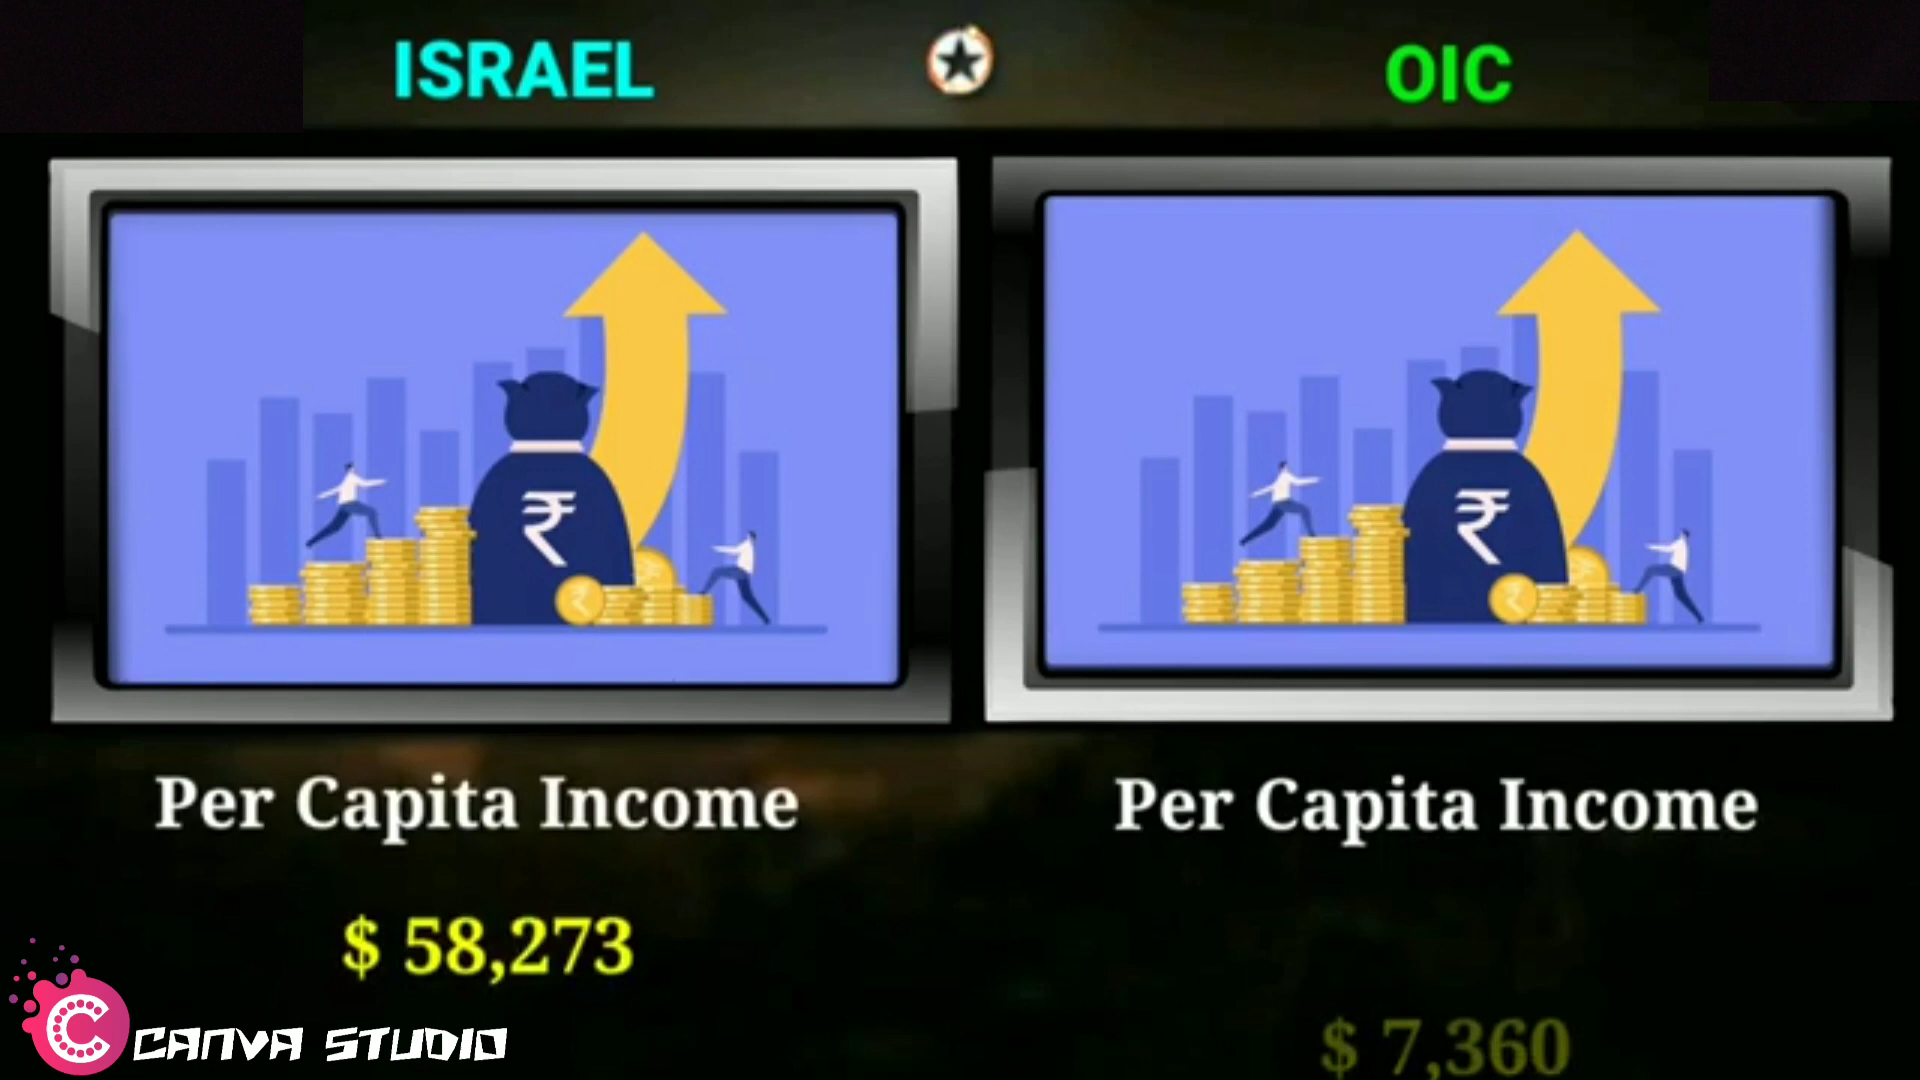 ISRAEL
OIC
₹
₹
Per Capita Income
Per Capita Income
$ 58,273
$ 7,360
CANVA STUDIO